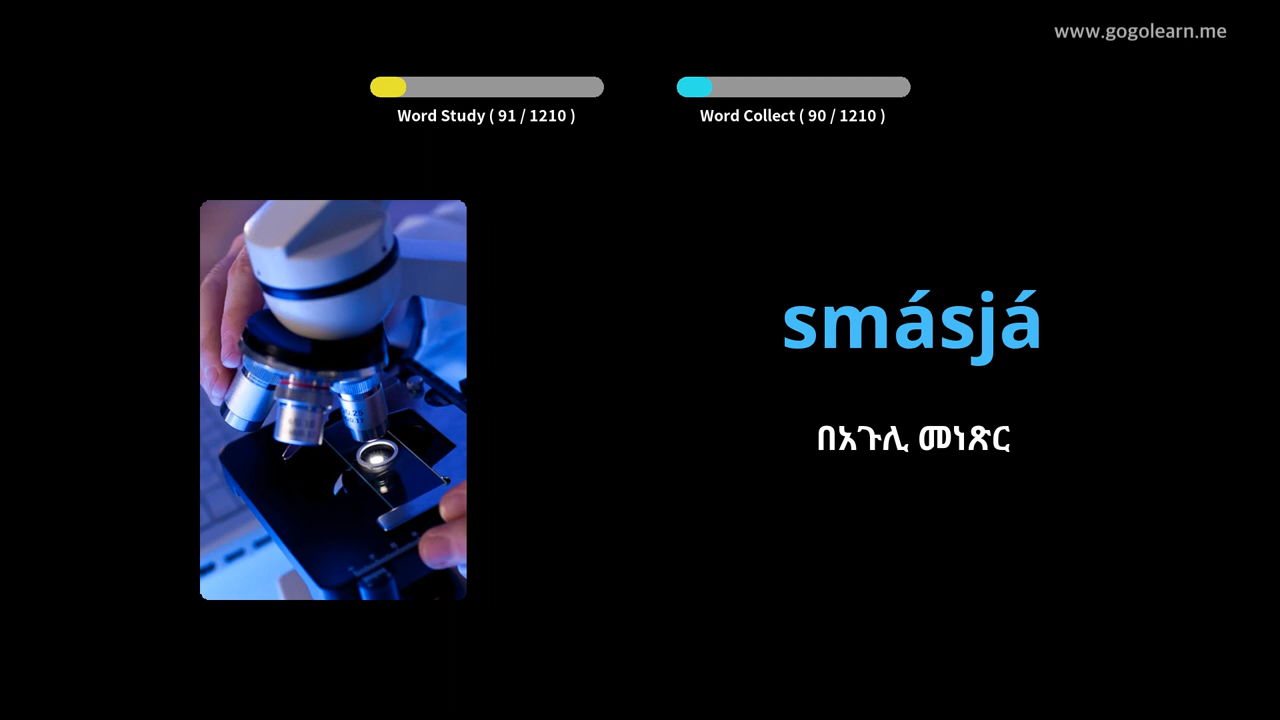 www.gogolearn.me
Word Study ( 91 / 1210 )
Word Collect ( 90 / 1210 )
smásjá
በአጉሊ መነጽር